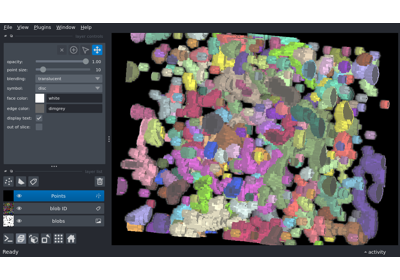 File View Plugins Window Help
opacity: 1.00
point size: 10
blending: translucent
symbol: disc
face color: white
edge color: dimgrey
display text:
out of slice:
Points
blob ID
blobs
Ready
activity